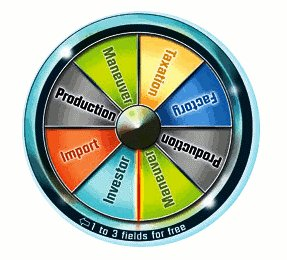 Taxation
Factory
Production
Maneuver
Investor
Import
Production
Maneuver
1 to 3 fields for free